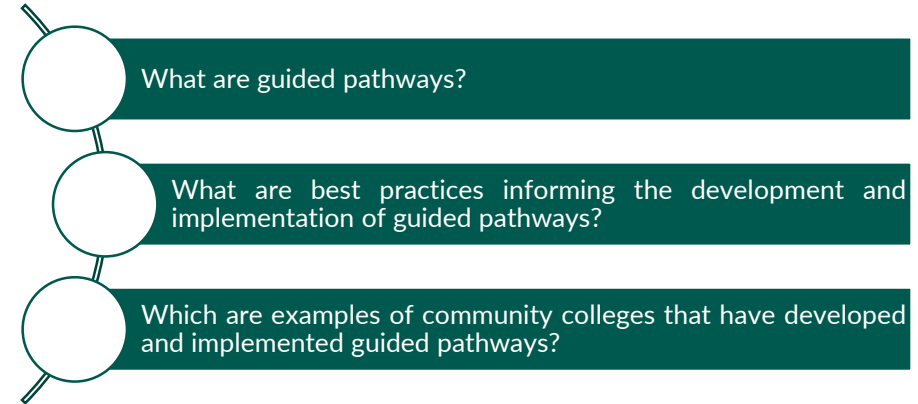 What are guided pathways?
What are best practices informing the development and
implementation of guided pathways?
Which are examples of community colleges that have developed
and implemented guided pathways?